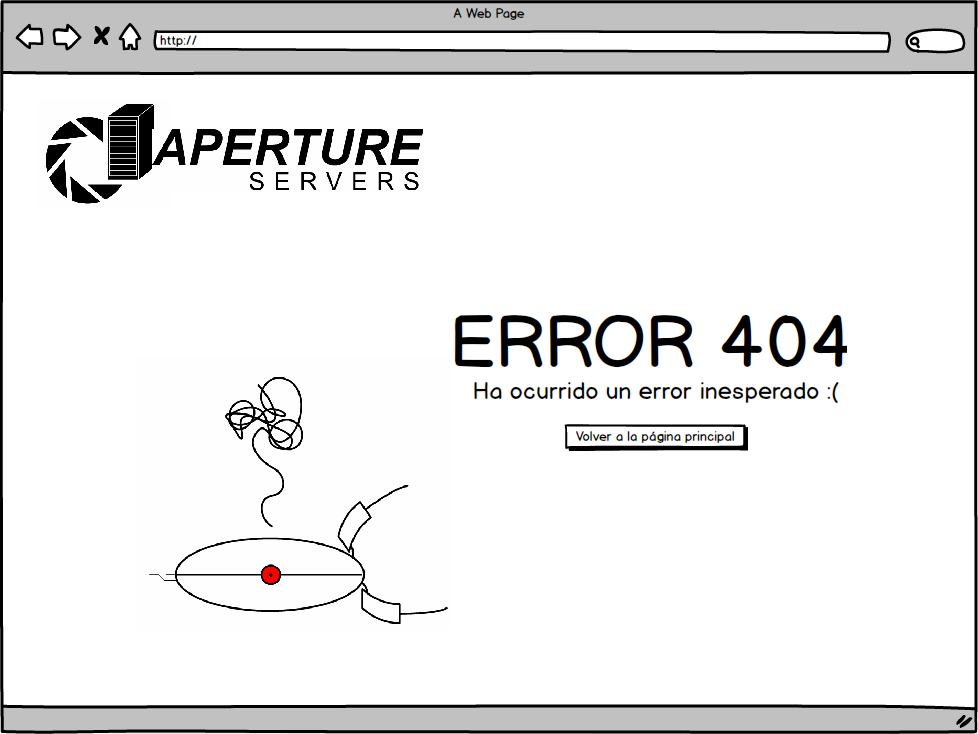 A Web Page
http://
APERTURE
SERVERS
ERROR 404
Ha ocurrido un error inesperado :(
Volver a la página principal